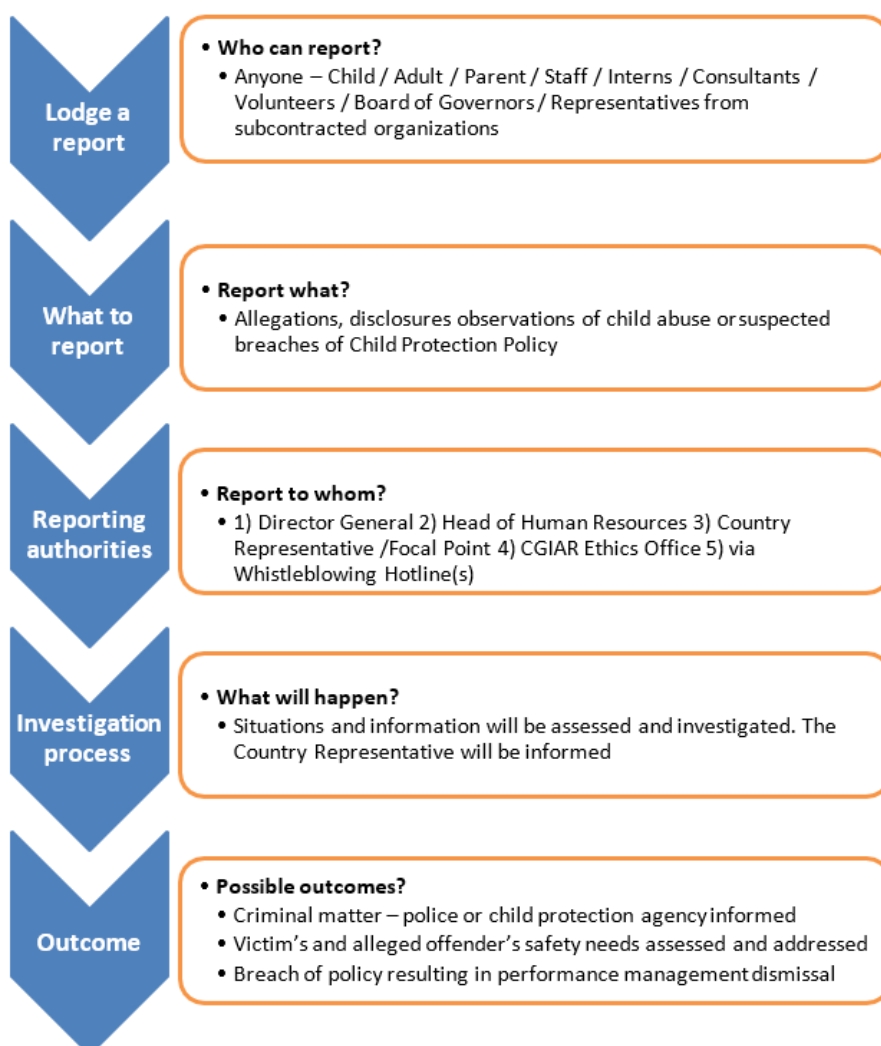 Lodge a
report
• Who can report?
• Anyone – Child / Adult / Parent / Staff / Interns / Consultants /
Volunteers / Board of Governors / Representatives from
subcontracted organizations
What to
report
• Report what?
• Allegations, disclosures observations of child abuse orsuspected
breaches of Child Protection Policy
Reporting
authorities
• Report to whom?
• 1) Director General 2) Head of Human Resources 3) Country
Representative /Focal Point 4) CGIAR Ethics Office 5) via
Whistleblowing Hotline(s)
Investigation
process
• What will happen?
• Situations and information will be assessed and investigated. The
Country Representative will be informed
Outcome
• Possible outcomes?
• Criminal matter – police or child protection agency informed
• Victim's and alleged offender's safety needs assessed and addressed
• Breach of policy resulting in performance management dismissal